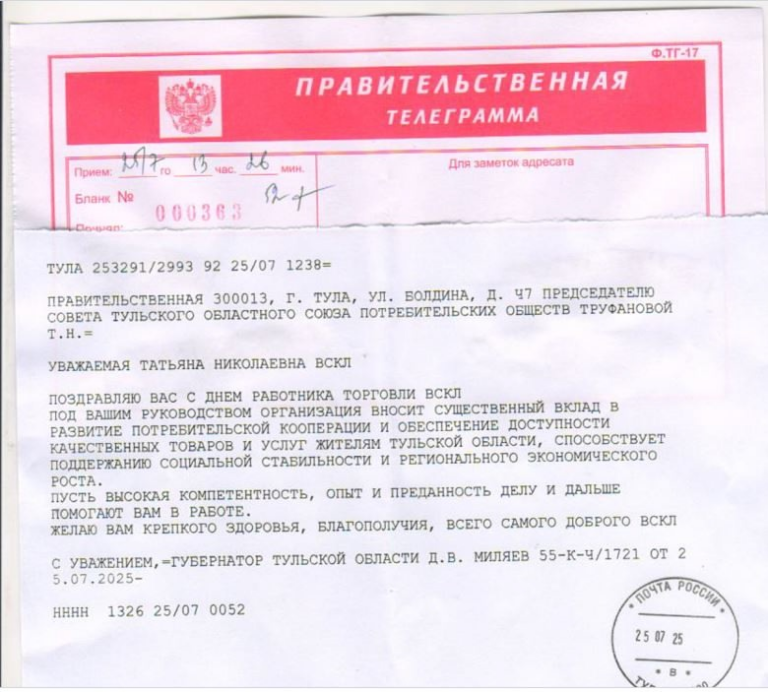 Ф.ТГ-17
ПРАВИТЕЛЬСТВЕННАЯ
ТЕЛЕГРАММА
Прием: 25/7 го 13 час. 26 мин.
Для заметок адресата
Бланк №
000363
ТУЛА 253291/2993 92 25/07 1238=
ПРАВИТЕЛЬСТВЕННАЯ 300013, Г. ТУЛА, УЛ. БОЛДИНА, Д. Ч7 ПРЕДСЕДАТЕЛЮ
СОВЕТА ТУЛЬСКОГО ОБЛАСТНОГО СОЮЗА ПОТРЕБИТЕЛЬСКИХ ОБЩЕСТВ ТРУФАНОВОЙ
Т.Н.=
УВАЖАЕМАЯ ТАТЬЯНА НИКОЛАЕВНА ВСКЛ
ПОЗДРАВЛЯЮ ВАС С ДНЕМ РАБОТНИКА ТОРГОВЛИ ВСКЛ
ПОД ВАШИМ РУКОВОДСТВОМ ОРГАНИЗАЦИЯ ВНОСИТ СУЩЕСТВЕННЫЙ ВКЛАД В
РАЗВИТИЕ ПОТРЕБИТЕЛЬСКОЙ КООПЕРАЦИИ И ОБЕСПЕЧЕНИЕ ДОСТУПНОСТИ
КАЧЕСТВЕННЫХ ТОВАРОВ И УСЛУГ ЖИТЕЛЯМ ТУЛЬСКОЙ ОБЛАСТИ, СПОСОБСТВУЕТ
ПОДДЕРЖАНИЮ СОЦИАЛЬНОЙ СТАБИЛЬНОСТИ И РЕГИОНАЛЬНОГО ЭКОНОМИЧЕСКОГО
РОСТА.
ПУСТЬ ВЫСОКАЯ КОМПЕТЕНТНОСТЬ, ОПЫТ И ПРЕДАННОСТЬ ДЕЛУ И ДАЛЬШЕ
ПОМОГАЮТ ВАМ В РАБОТЕ.
ЖЕЛАЮ ВАМ КРЕПКОГО ЗДОРОВЬЯ, БЛАГОПОЛУЧИЯ, ВСЕГО САМОГО ДОБРОГО ВСКЛ
С УВАЖЕНИЕМ,=ГУБЕРНАТОР ТУЛЬСКОЙ ОБЛАСТИ Д.В. МИЛЯЕВ 55-К-Ч/1721 ОТ 2
5.07.2025-
НННН 1326 25/07 0052
* ПОЧТА РОССИИ *
25 07 25
* В *